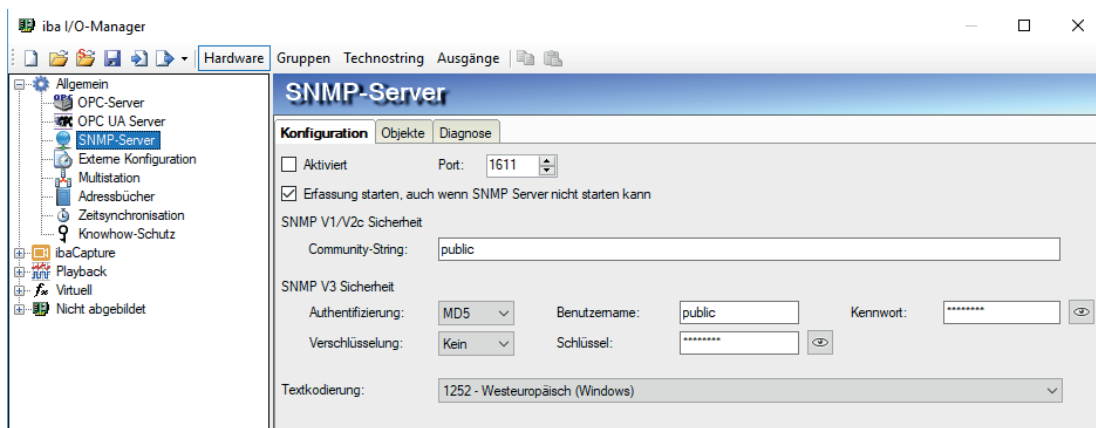 iba I/O-Manager
Hardware Gruppen Technostring Ausgänge
Allgemein
OPC-Server
OPC UA Server
SNMP-Server
Externe Konfiguration
Multistation
Adressbücher
Zeitsynchronisation
Knowhow-Schutz
ibaCapture
Playback
Virtuell
Nicht abgebildet
SNMP-Server
Konfiguration Objekte Diagnose
Aktiviert Port: 1611
Erfassung starten, auch wenn SNMP Server nicht starten kann
SNMP V1/V2c Sicherheit
Community-String: public
SNMP V3 Sicherheit
Authentifizierung: MD5 Benutzername: public Kennwort: ********
Verschlüsselung: Kein Schlüssel: ********
Textkodierung: 1252 - Westeuropäisch (Windows)